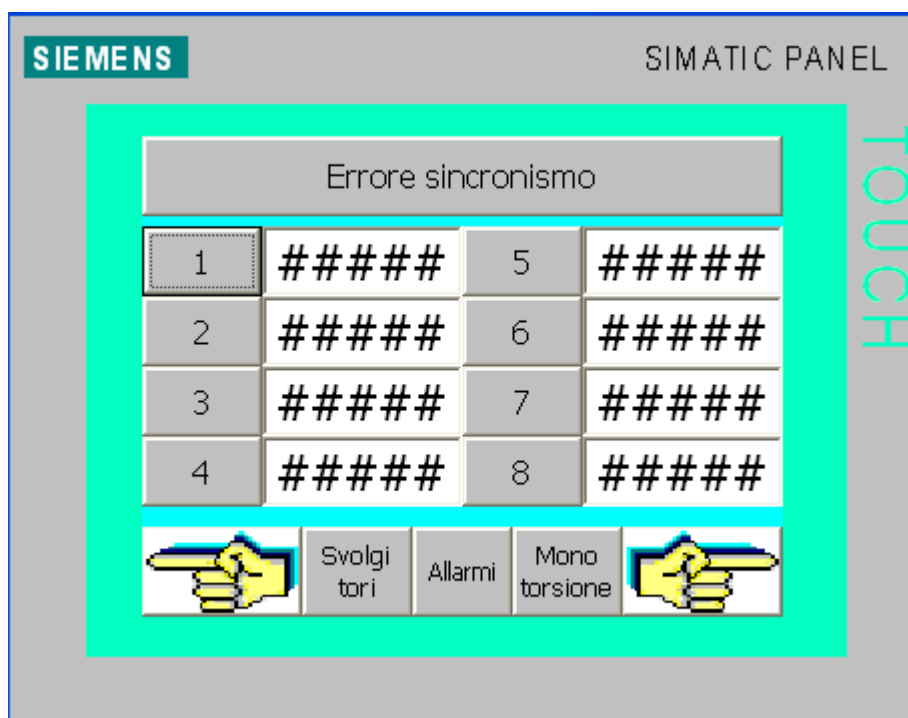 SIEMENS
SIMATIC PANEL
TOUCH
Errore sincronismo
1 ##### 5 #####
2 ##### 6 #####
3 ##### 7 #####
4 ##### 8 #####
Svolgi
tori
Allarmi
Mono
torsione